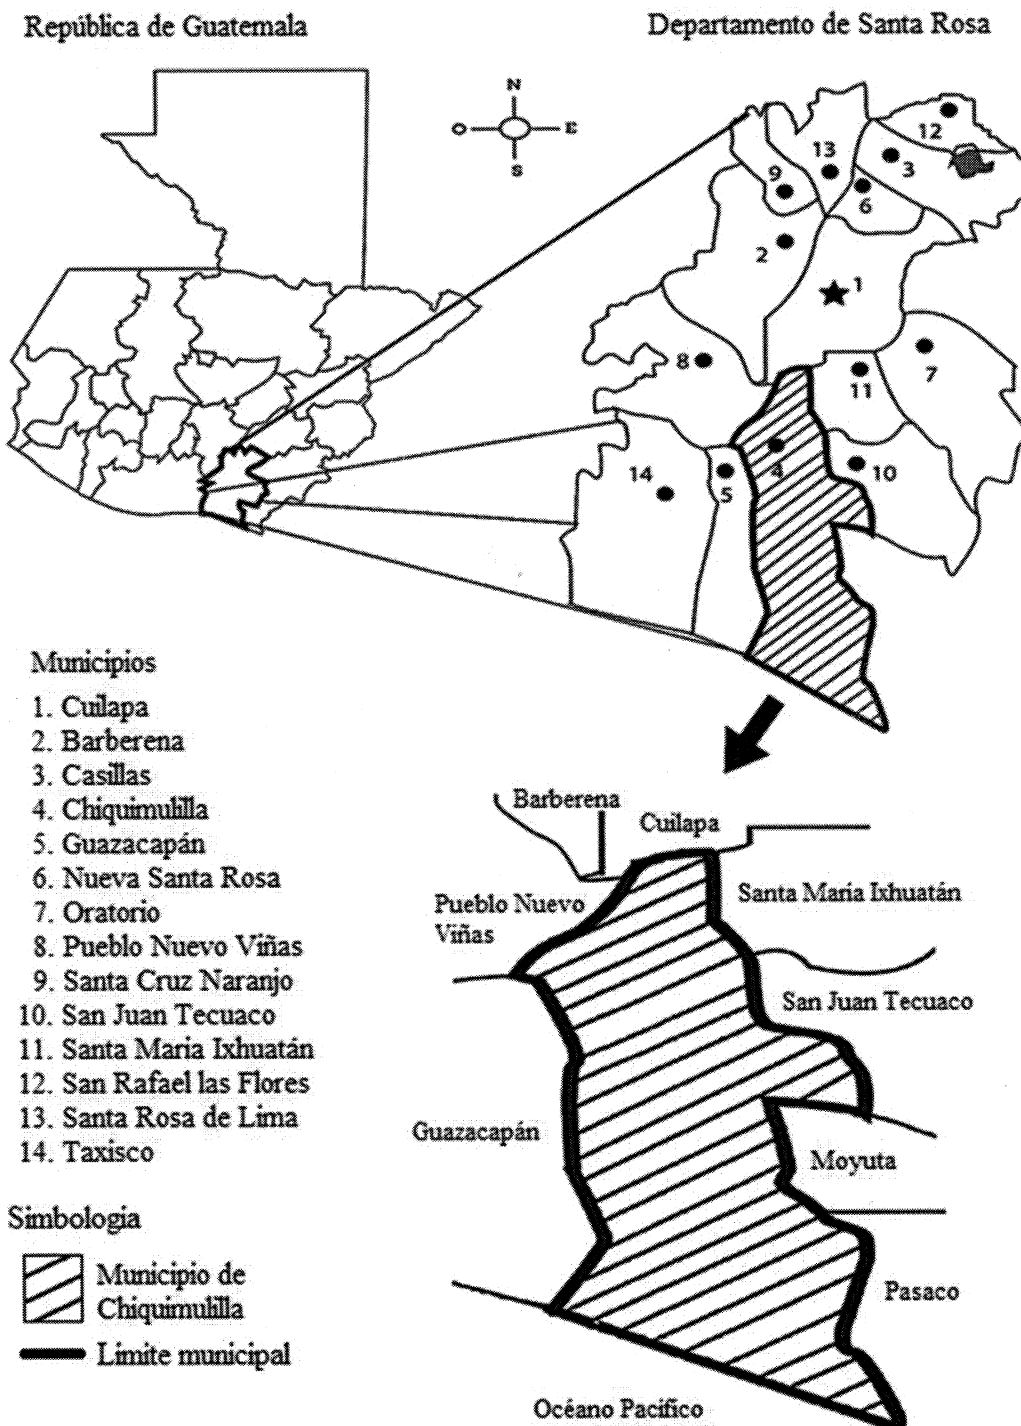 República de Guatemala
Departamento de Santa Rosa
N
O
E
S
12
13
3
9
6
2
1
8
7
11
14
5
4
10
Municipios
1. Cuilapa
2. Barberena
3. Casillas
4. Chiquimulilla
5. Guazacapán
6. Nueva Santa Rosa
7. Oratorio
8. Pueblo Nuevo Viñas
9. Santa Cruz Naranjo
10. San Juan Tecuaco
11. Santa Maria Ixhuatán
12. San Rafael las Flores
13. Santa Rosa de Lima
14. Taxisco
Simbologia
Municipio de
Chiquimulilla
Limite municipal
Barberena
Cuilapa
Pueblo Nuevo
Viñas
Santa Maria Ixhuatán
San Juan Tecuaco
Guazacapán
Moyuta
Pasaco
Océano Pacifico